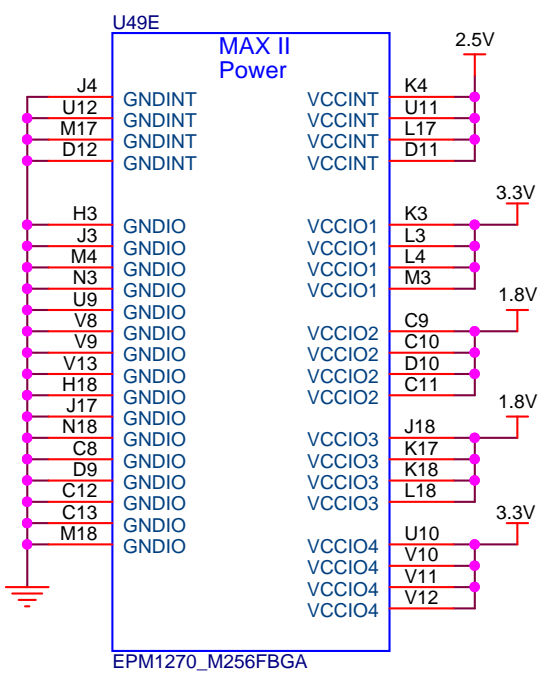 U49E
MAX II
Power
2.5V
J4 GNDINT VCCINT K4
U12 GNDINT VCCINT U11
M17 GNDINT VCCINT L17
D12 GNDINT VCCINT D11
3.3V
H3 GNDIO VCCIO1 K3
J3 GNDIO VCCIO1 L3
M4 GNDIO VCCIO1 L4
N3 GNDIO VCCIO1 M3
U9 GNDIO
1.8V
V8 GNDIO VCCIO2 C9
V9 GNDIO VCCIO2 C10
V13 GNDIO VCCIO2 D10
H18 GNDIO VCCIO2 C11
J17 GNDIO
1.8V
N18 GNDIO VCCIO3 J18
C8 GNDIO VCCIO3 K17
D9 GNDIO VCCIO3 K18
C12 GNDIO VCCIO3 L18
C13 GNDIO
3.3V
M18 GNDIO VCCIO4 U10
VCCIO4 V10
VCCIO4 V11
VCCIO4 V12
EPM1270_M256FBGA